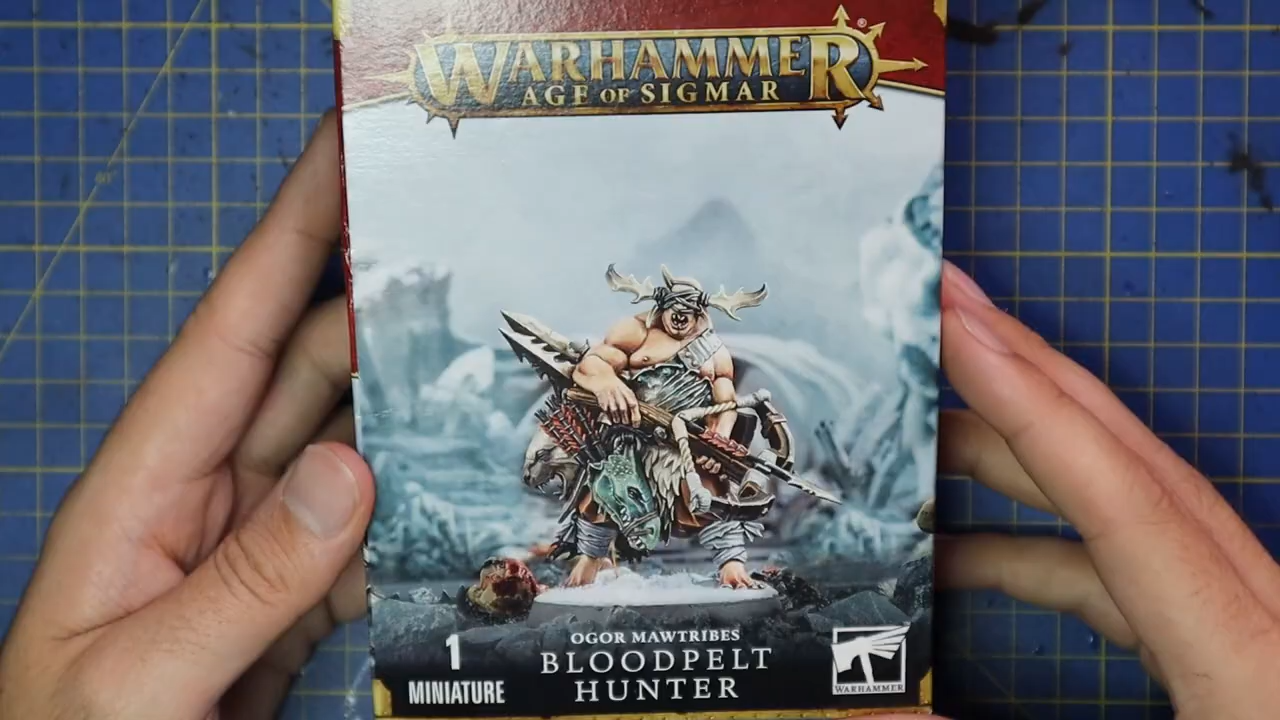 WARHAMMER®
AGE OF SIGMAR
1
MINIATURE
OGOR MAWTRIBES
BLOODPELT
HUNTER
WARHAMMER